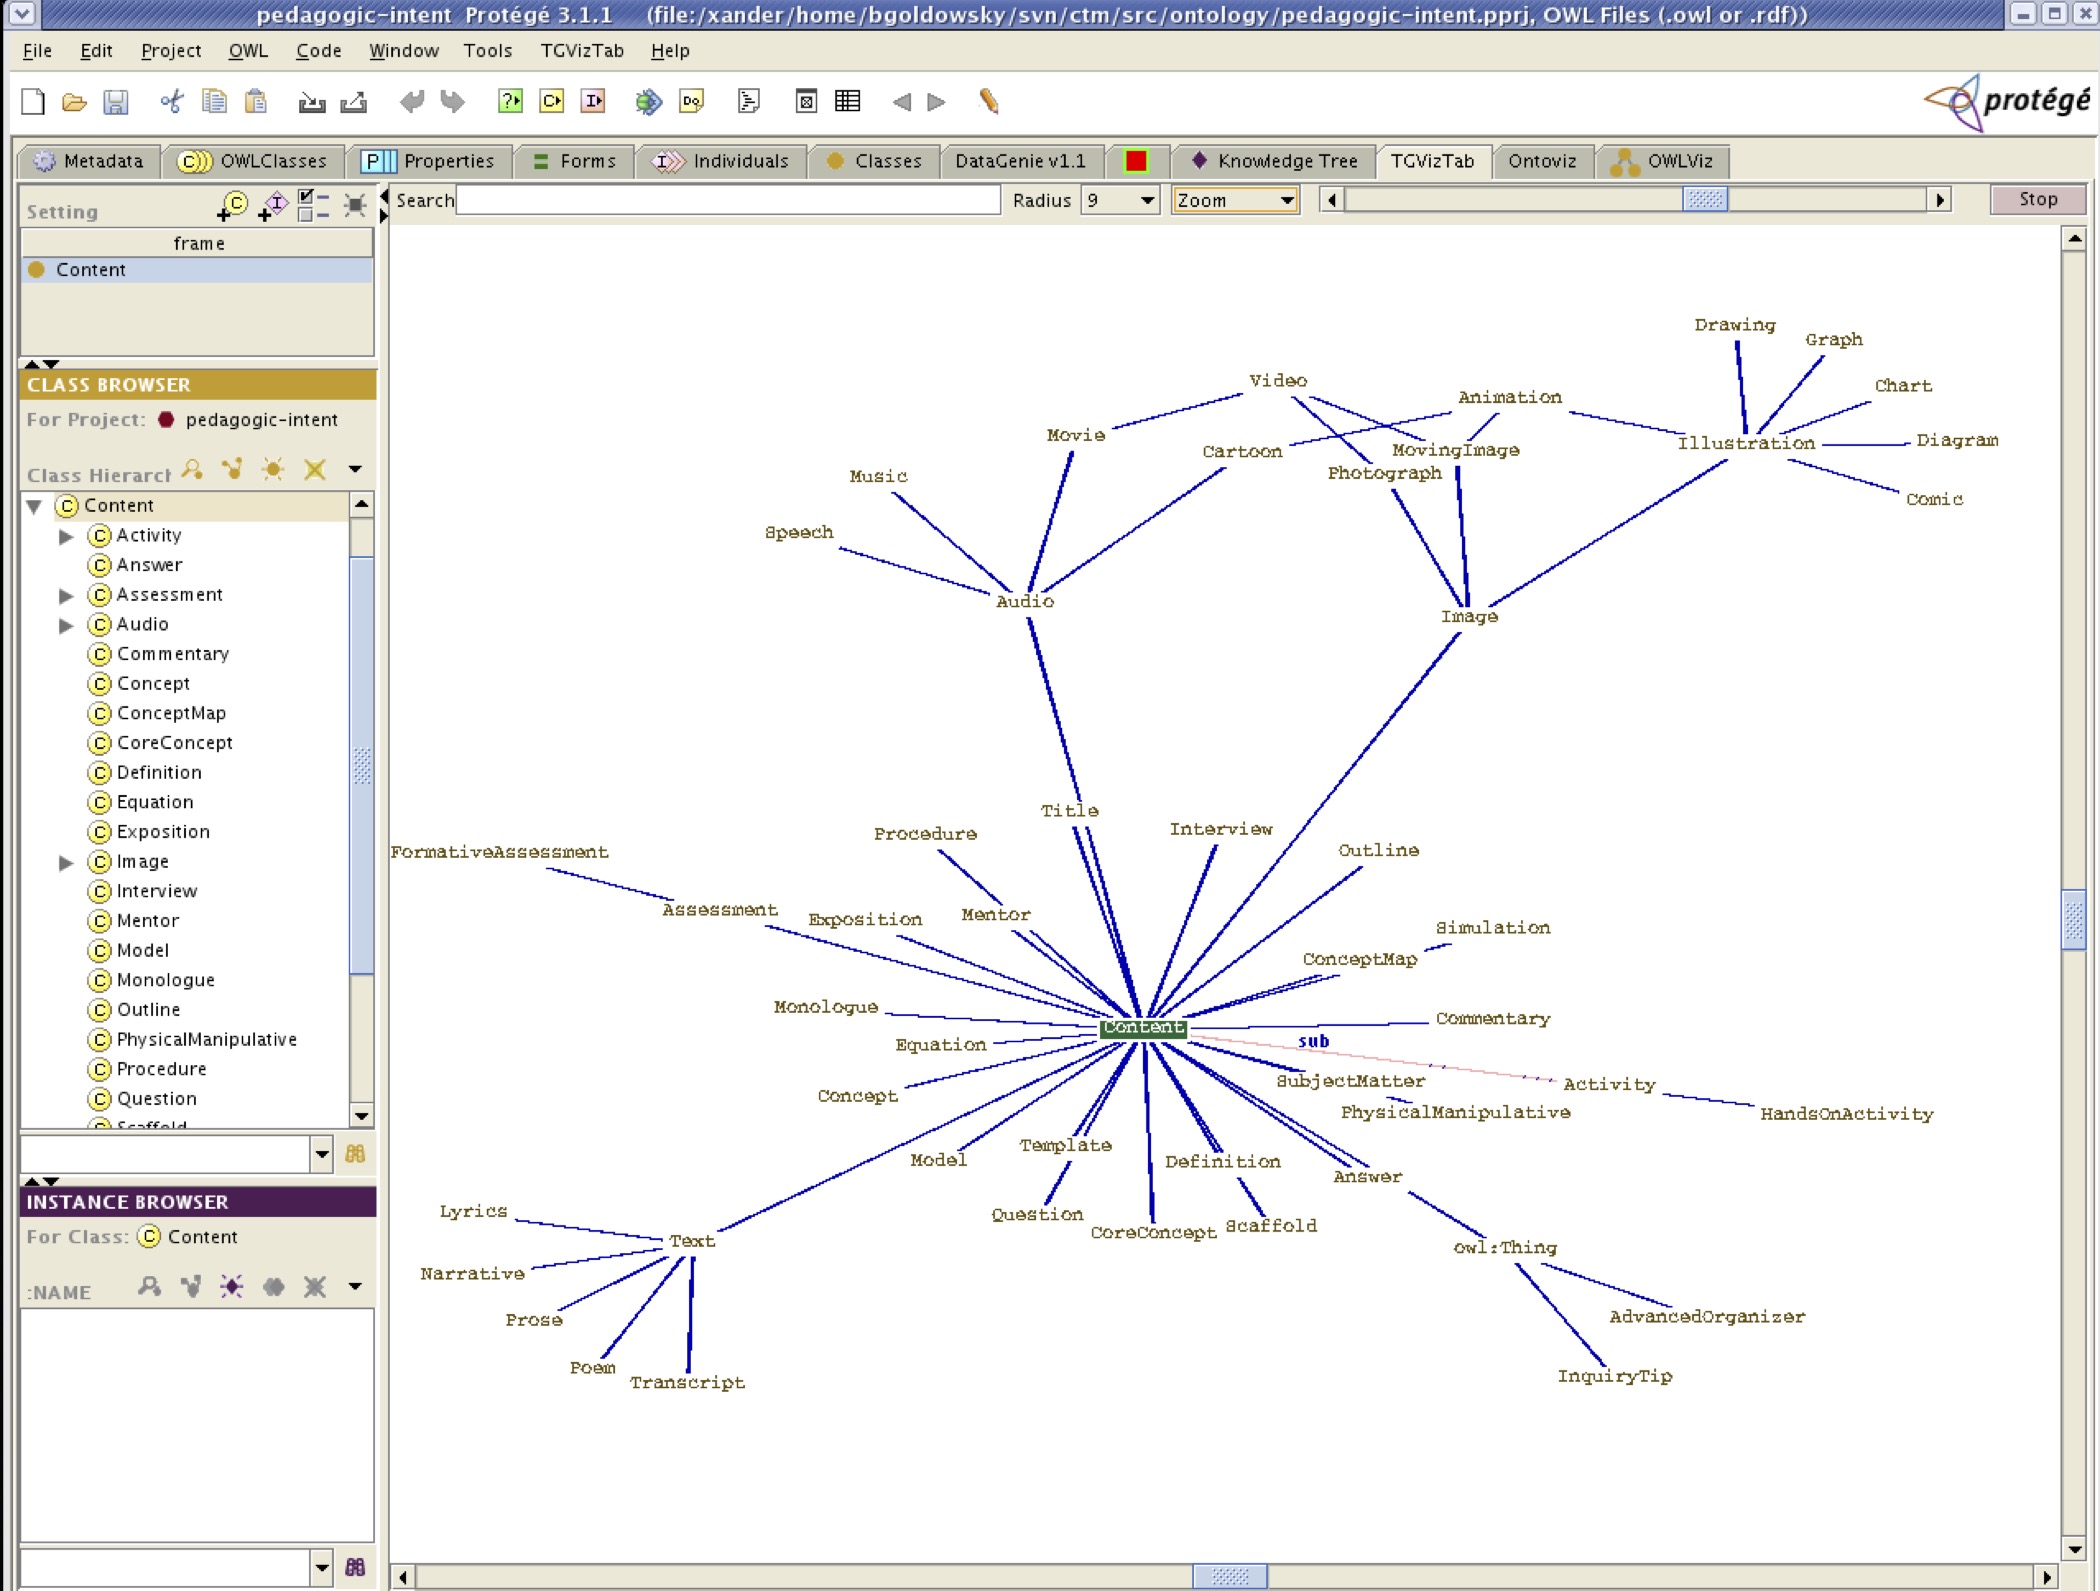 pedagogic-intent Protégé 3.1.1 (file:/xander/home/bgoldowsky/svn/ctm/src/ontology/pedagogic-intent.pprj, OWL Files (.owl or .rdf))
File Edit Project OWL Code Window Tools TGVizTab Help
protégé
Metadata OWLClasses Properties Forms Individuals Classes DataGenie v1.1 Knowledge Tree TGVizTab Ontoviz OWLViz
Setting
Search Radius 9 Zoom Stop
frame
Content
CLASS BROWSER
For Project: pedagogic-intent
Class Hierarch
Content
Activity
Answer
Assessment
Audio
Commentary
Concept
ConceptMap
CoreConcept
Definition
Equation
Exposition
Image
Interview
Mentor
Model
Monologue
Outline
PhysicalManipulative
Procedure
Question
Scaffold
INSTANCE BROWSER
For Class: Content
:NAME
Drawing
Graph
Video
Chart
Animation
Movie
Illustration
Diagram
Cartoon
MovingImage
Photograph
Music
Comic
Speech
Audio
Image
Title
Interview
Procedure
Outline
FormativeAssessment
Assessment
Exposition
Mentor
Simulation
ConceptMap
Monologue
Content
Commentary
Equation
sub
SubjectMatter
Activity
Concept
PhysicalManipulative
HandsOnActivity
Template
Model
Definition
Answer
Lyrics
Question
CoreConcept
Scaffold
Text
owl:Thing
Narrative
Prose
AdvancedOrganizer
Poem
Transcript
InquiryTip